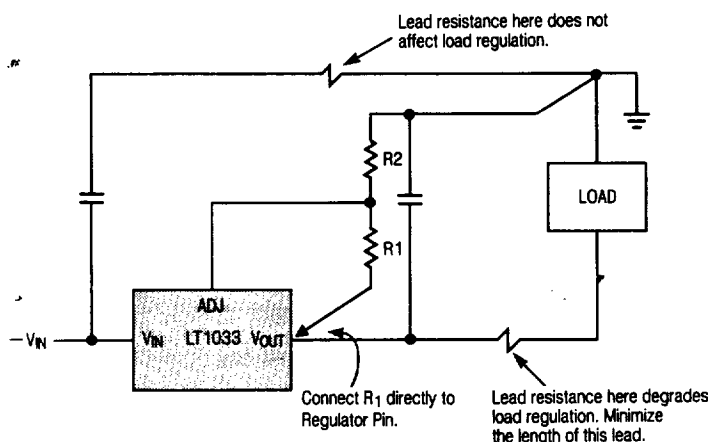 Lead resistance here does not
affect load regulation.
R2
R1
LOAD
ADJ
–VIN
VIN LT1033 VOUT
Connect R1 directly to
Regulator Pin.
Lead resistance here degrades
load regulation. Minimize
the length of this lead.